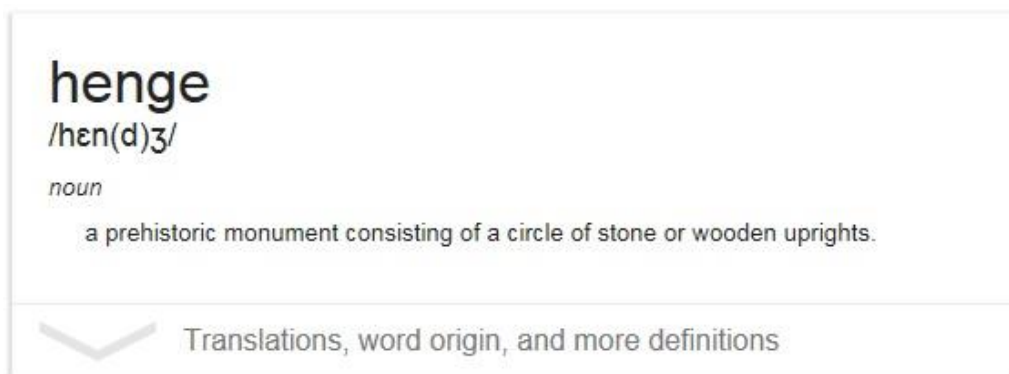 henge
/hɛn(d)ʒ/
noun
a prehistoric monument consisting of a circle of stone or wooden uprights.
Translations, word origin, and more definitions